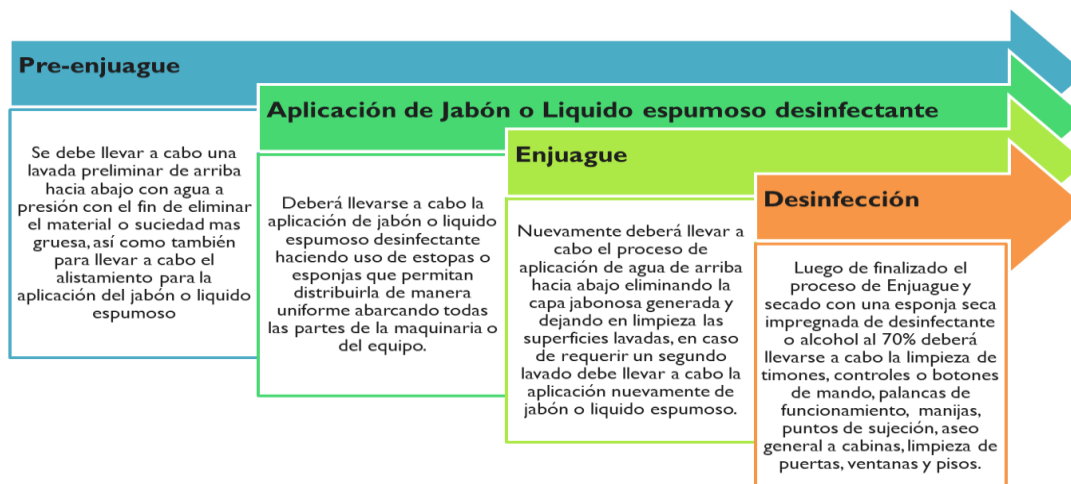 Pre-enjuague
Se debe llevar a cabo una
lavada preliminar de arriba
hacia abajo con agua a
presión con el fin de eliminar
el material o suciedad mas
gruesa, así como también
para llevar a cabo el
alistamiento para la
aplicación del jabón o liquido
espumoso
Aplicación de Jabón o Liquido espumoso desinfectante
Deberá llevarse a cabo la
aplicación de jabón o liquido
espumoso desinfectante
haciendo uso de estopas o
esponjas que permitan
distribuirla de manera
uniforme abarcando todas
las partes de la maquinaria o
del equipo.
Enjuague
Nuevamente deberá llevar a
cabo el proceso de
aplicación de agua de arriba
hacia abajo eliminando la
capa jabonosa generada y
dejando en limpieza las
superficies lavadas, en caso
de requerir un segundo
lavado debe llevar a cabo la
aplicación nuevamente de
jabón o liquido espumoso.
Desinfección
Luego de finalizado el
proceso de Enjuague y
secado con una esponja seca
impregnada de desinfectante
o alcohol al 70% deberá
llevarse a cabo la limpieza de
timones, controles o botones
de mando, palancas de
funcionamiento, manijas,
puntos de sujeción, aseo
general a cabinas, limpieza de
puertas, ventanas y pisos.